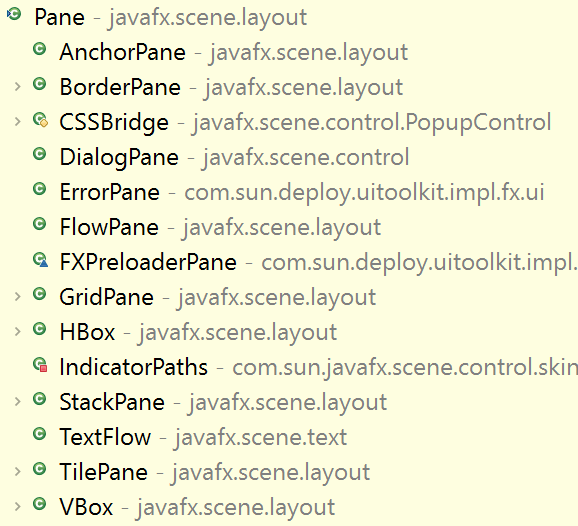 Pane - javafx.scene.layout
AnchorPane - javafx.scene.layout
BorderPane - javafx.scene.layout
CSSBridge - javafx.scene.control.PopupControl
DialogPane - javafx.scene.control
ErrorPane - com.sun.deploy.uitoolkit.impl.fx.ui
FlowPane - javafx.scene.layout
FXPreloaderPane - com.sun.deploy.uitoolkit.impl.
GridPane - javafx.scene.layout
HBox - javafx.scene.layout
IndicatorPaths - com.sun.javafx.scene.control.skin
StackPane - javafx.scene.layout
TextFlow - javafx.scene.text
TilePane - javafx.scene.layout
VBox - javafx.scene.layout